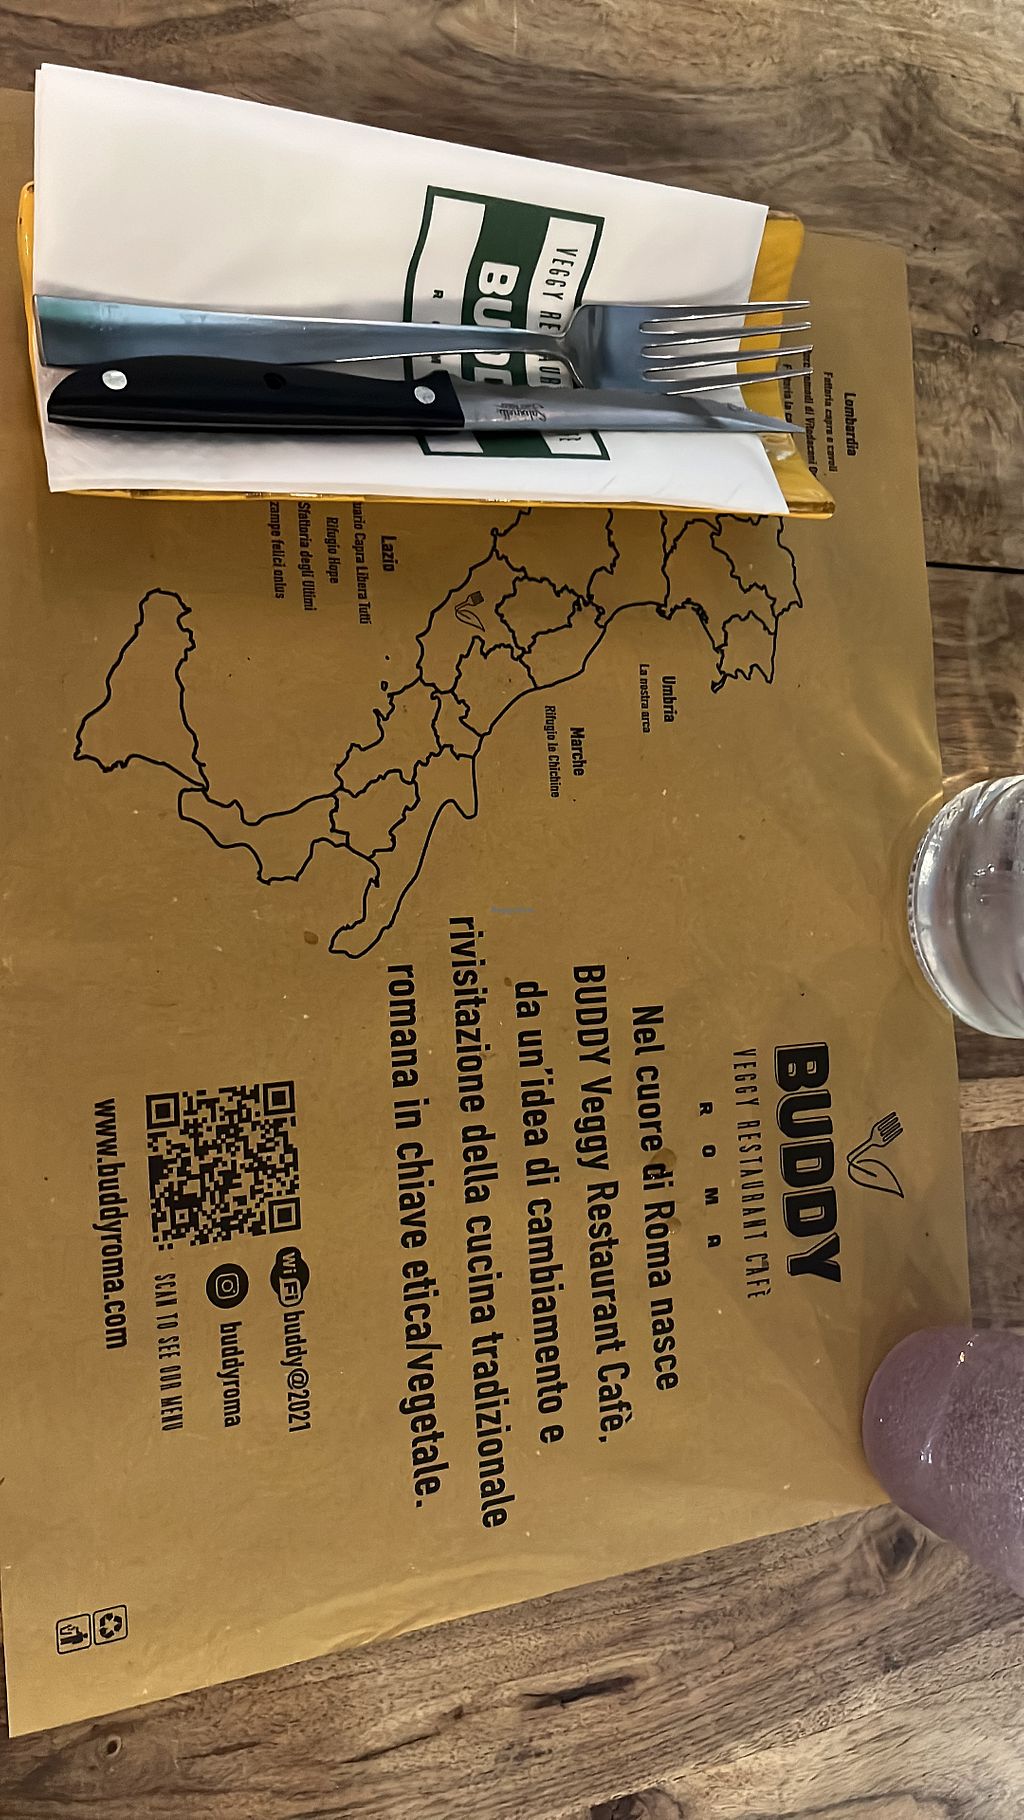 VEGGY RE
BUDD
R
Lombardia
Fattoria capra e cavoli
Lazio
Capra Libera Tutti
Rifugio Hope
Sfattoria degli Ultimi
zampe felici onlus
Umbria
La nostra arca
Marche
Rifugio le Chichine
BUDDY
VEGGY RESTAURANT CAFÈ
ROMA
Nel cuore di Roma nasce
BUDDY Veggy Restaurant Cafè,
da un'idea di cambiamento e
rivisitazione della cucina tradizionale
romana in chiave etica/vegetale.
WiFi buddy@2021
buddyroma
SCAN TO SEE OUR MENU
www.buddyroma.com